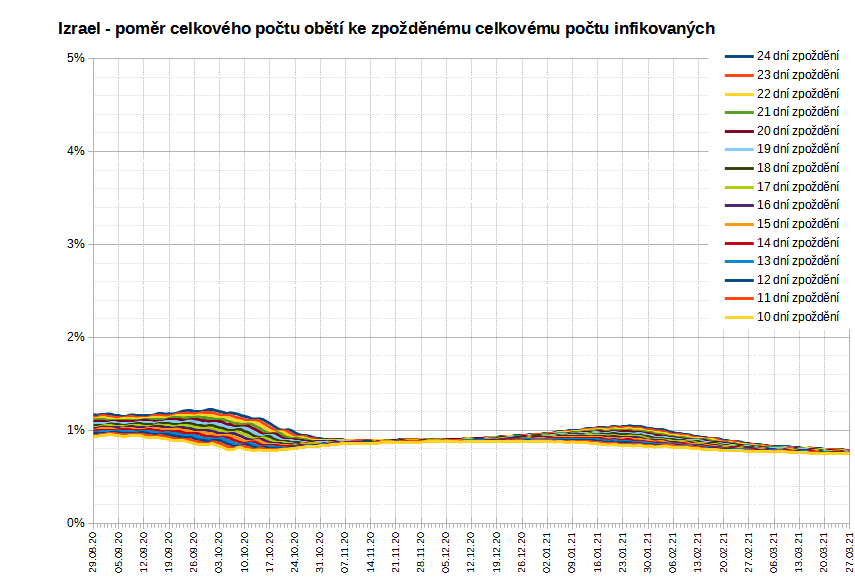 Izrael - poměr celkového počtu obětí ke zpožděnému celkovému počtu infikovaných
5%
4%
3%
2%
1%
0%
24 dní zpoždění
23 dní zpoždění
22 dní zpoždění
21 dní zpoždění
20 dní zpoždění
19 dní zpoždění
18 dní zpoždění
17 dní zpoždění
16 dní zpoždění
15 dní zpoždění
14 dní zpoždění
13 dní zpoždění
12 dní zpoždění
11 dní zpoždění
10 dní zpoždění
29.08.20
05.09.20
12.09.20
19.09.20
26.09.20
03.10.20
10.10.20
17.10.20
24.10.20
31.10.20
07.11.20
14.11.20
21.11.20
28.11.20
05.12.20
12.12.20
19.12.20
26.12.20
02.01.21
09.01.21
16.01.21
23.01.21
30.01.21
06.02.21
13.02.21
20.02.21
27.02.21
06.03.21
13.03.21
20.03.21
27.03.21